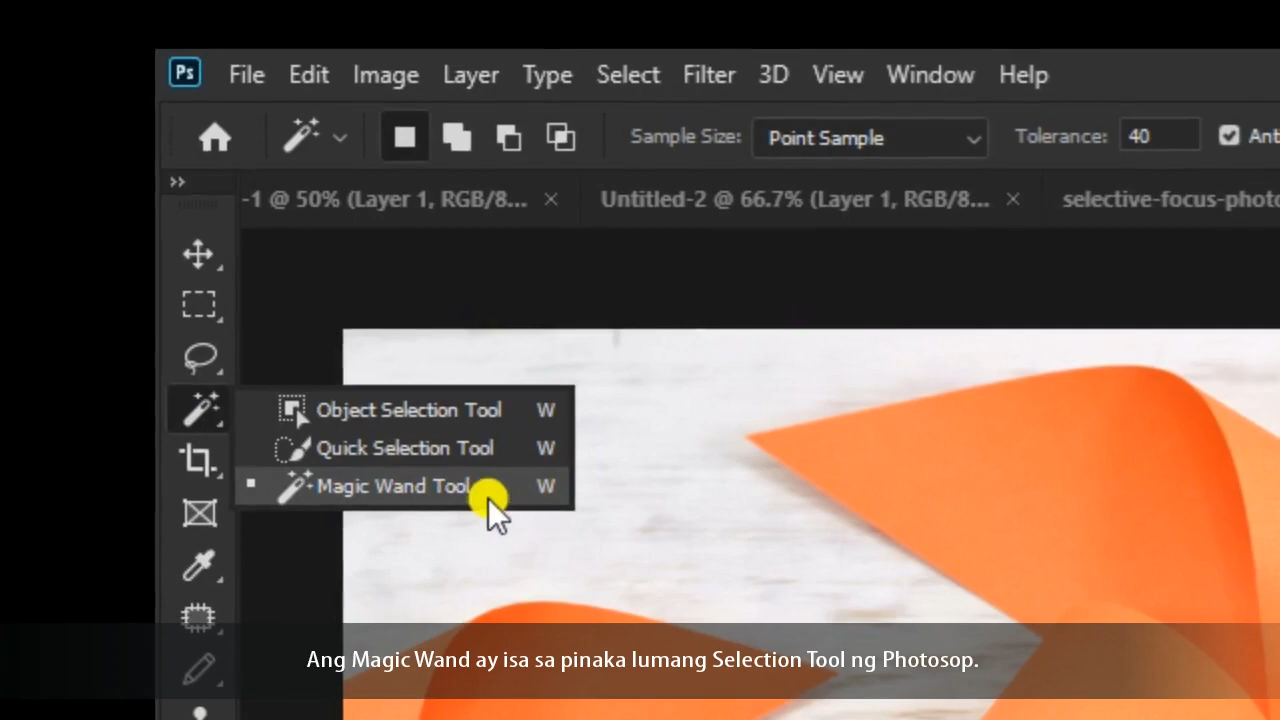 Ps File Edit Image Layer Type Select Filter 3D View Window Help
Sample Size: Point Sample Tolerance: 40 Ant
-1 @ 50% (Layer 1, RGB/8... × Untitled-2 @ 66.7% (Layer 1, RGB/8... × selective-focus-photo
Object Selection Tool W
Quick Selection Tool W
Magic Wand Tool W
Ang Magic Wand ay isa sa pinaka lumang Selection Tool ng Photosop.